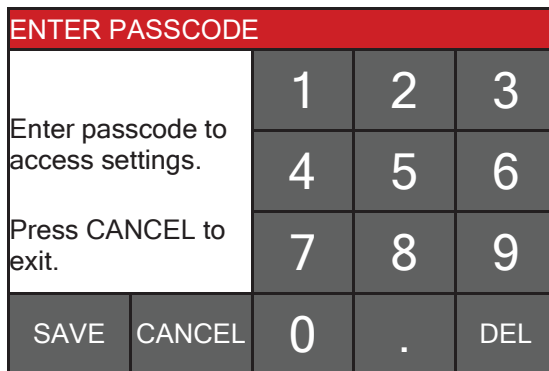 ENTER PASSCODE
Enter passcode to
access settings.
Press CANCEL to
exit.
1 2 3
4 5 6
7 8 9
SAVE CANCEL 0 . DEL